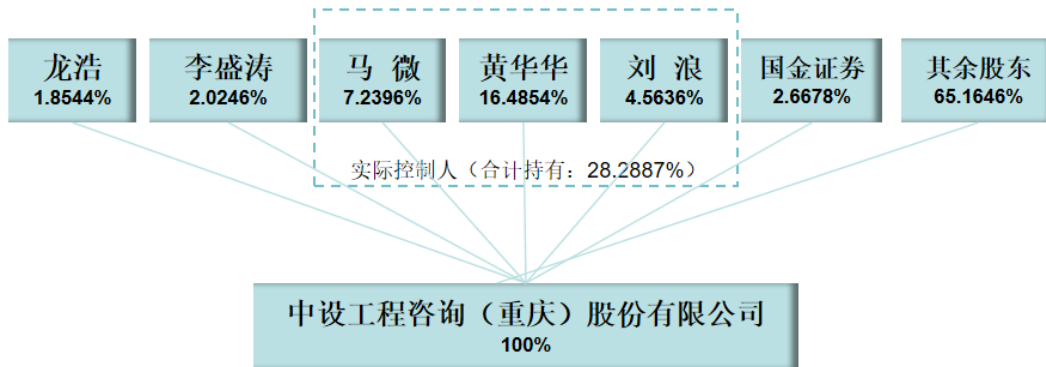 龙浩
1.8544%
李盛涛
2.0246%
马 微
7.2396%
黄华华
16.4854%
刘 浪
4.5636%
国金证券
2.6678%
其余股东
65.1646%
实际控制人（合计持有：28.2887%）
中设工程咨询（重庆）股份有限公司
100%